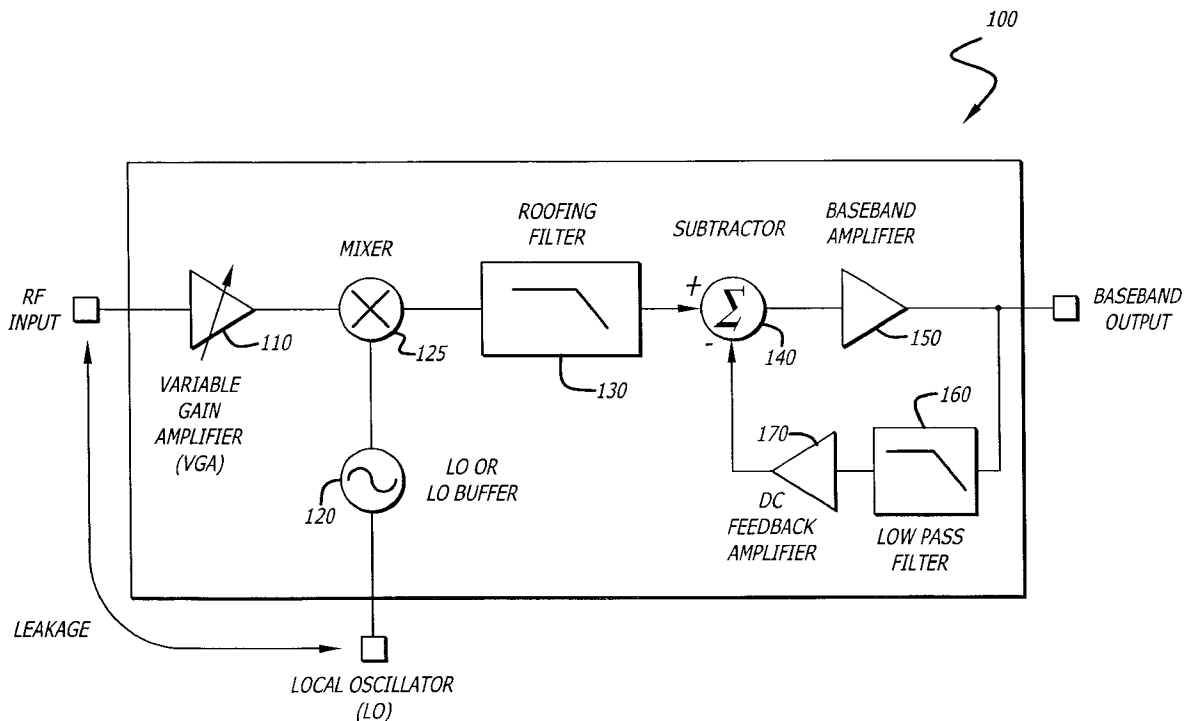 100
ROOFING
FILTER
SUBTRACTOR
BASEBAND
AMPLIFIER
MIXER
RF
INPUT
110
125
130
+
Σ
-
140
150
BASEBAND
OUTPUT
VARIABLE
GAIN
AMPLIFIER
(VGA)
120
LO OR
LO BUFFER
170
160
DC
FEEDBACK
AMPLIFIER
LOW PASS
FILTER
LEAKAGE
LOCAL OSCILLATOR
(LO)